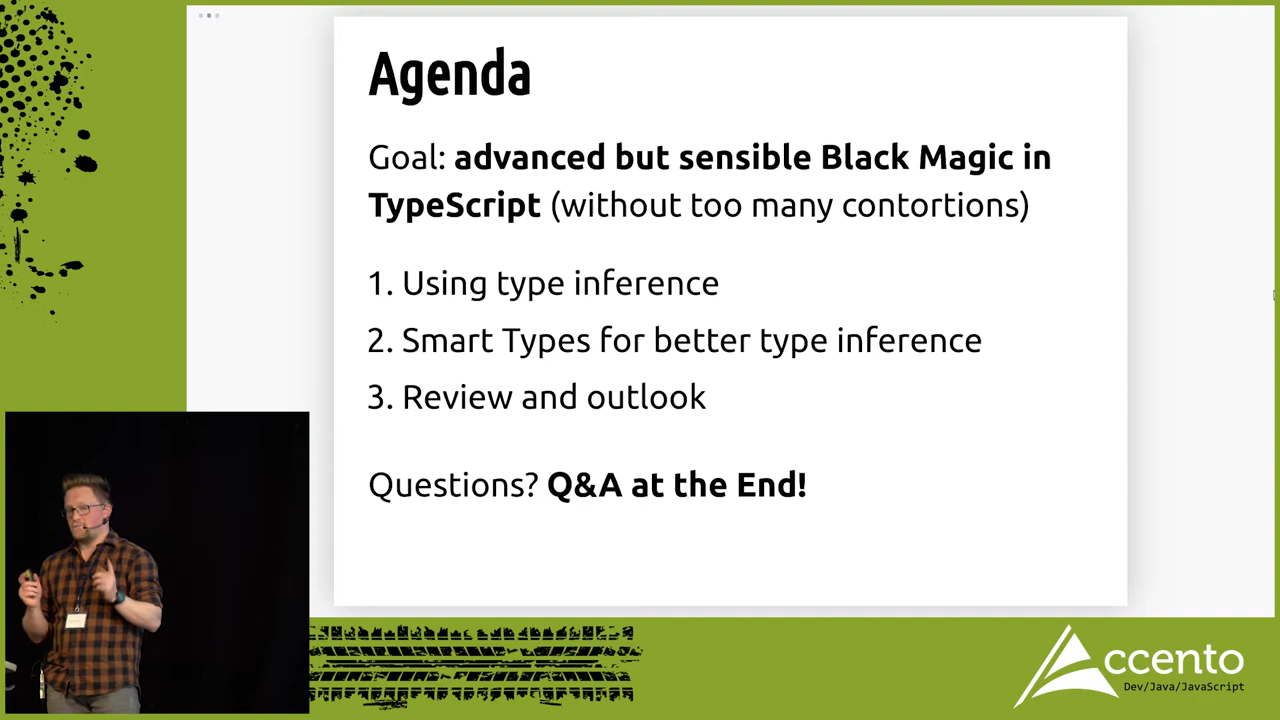 Agenda
Goal: advanced but sensible Black Magic in
TypeScript (without too many contortions)
1. Using type inference
2. Smart Types for better type inference
3. Review and outlook
Questions? Q&A at the End!
Accento
Dev/Java/JavaScript